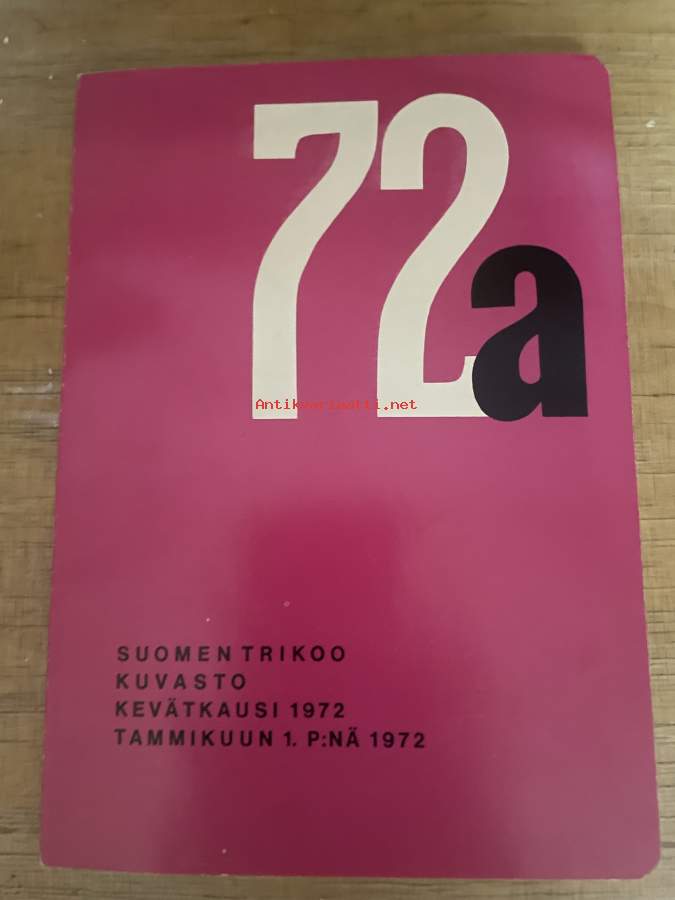 72a
Antikvariaatti.net
SUOMEN TRIKOO
KUVASTO
KEVÄTKAUSI 1972
TAMMIKUUN 1. P:NÄ 1972